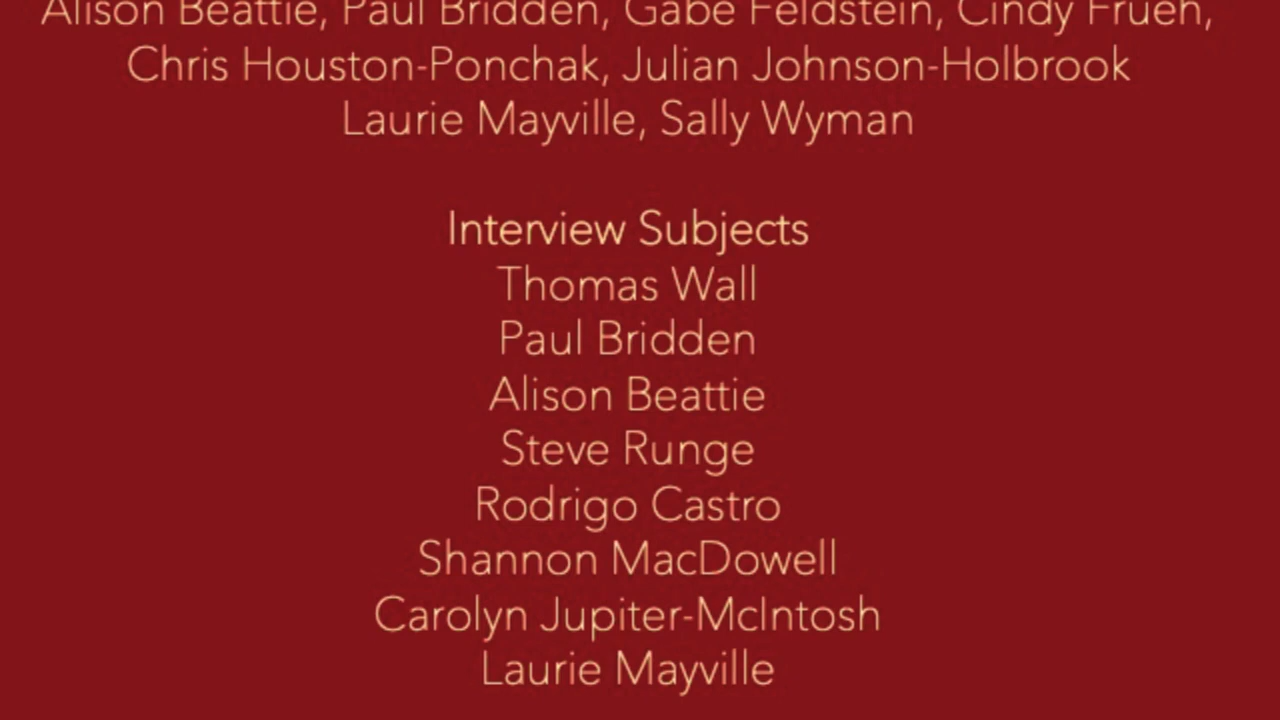 Alison Beattie, Paul Bridden, Gabe Feldstein, Cindy Frueh,
Chris Houston-Ponchak, Julian Johnson-Holbrook
Laurie Mayville, Sally Wyman
Interview Subjects
Thomas Wall
Paul Bridden
Alison Beattie
Steve Runge
Rodrigo Castro
Shannon MacDowell
Carolyn Jupiter-McIntosh
Laurie Mayville